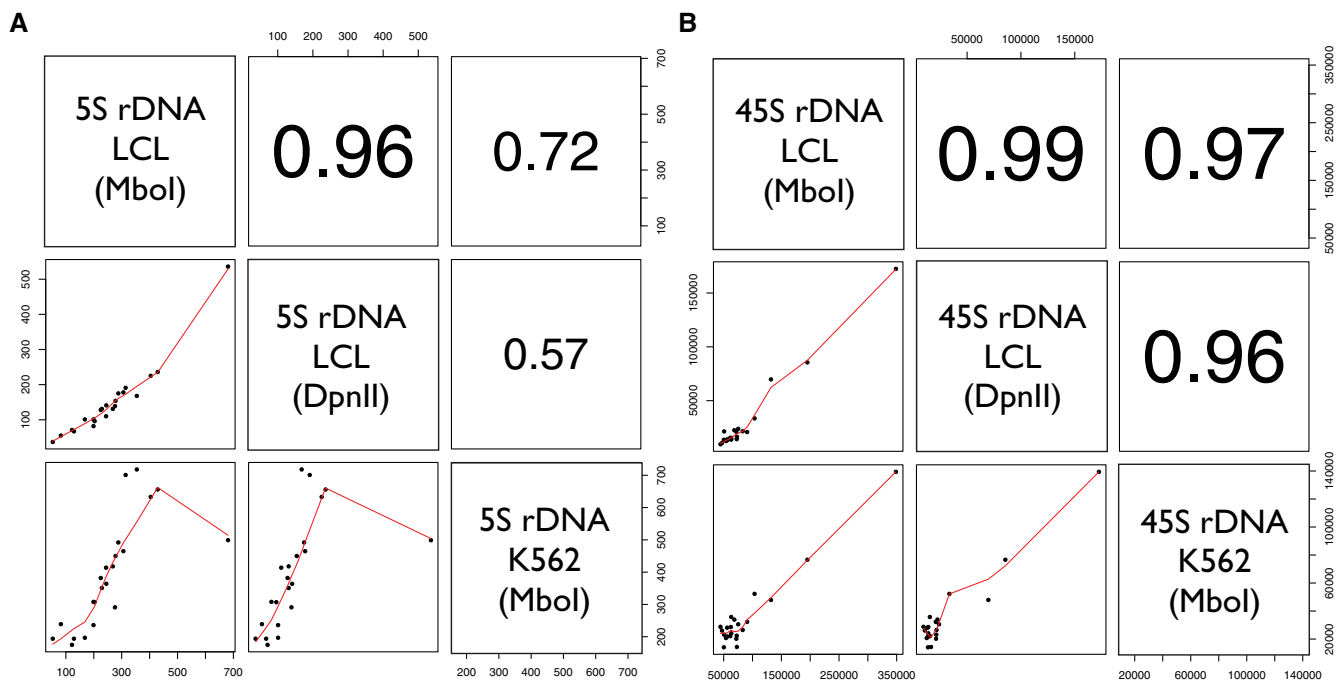 A
B
100 200 300 400 500
50000 100000 150000
5S rDNA
LCL
(MboI)
0.96
0.72
700
500
300
100
45S rDNA
LCL
(MboI)
0.99
0.97
350000
250000
150000
50000
500
400
300
200
100
5S rDNA
LCL
(DpnII)
0.57
150000
100000
50000
45S rDNA
LCL
(DpnII)
0.96
5S rDNA
K562
(MboI)
700
600
500
400
300
200
45S rDNA
K562
(MboI)
140000
100000
60000
20000
100 300 500 700
200 300 400 500 600 700
50000 150000 250000 350000
20000 60000 100000 140000